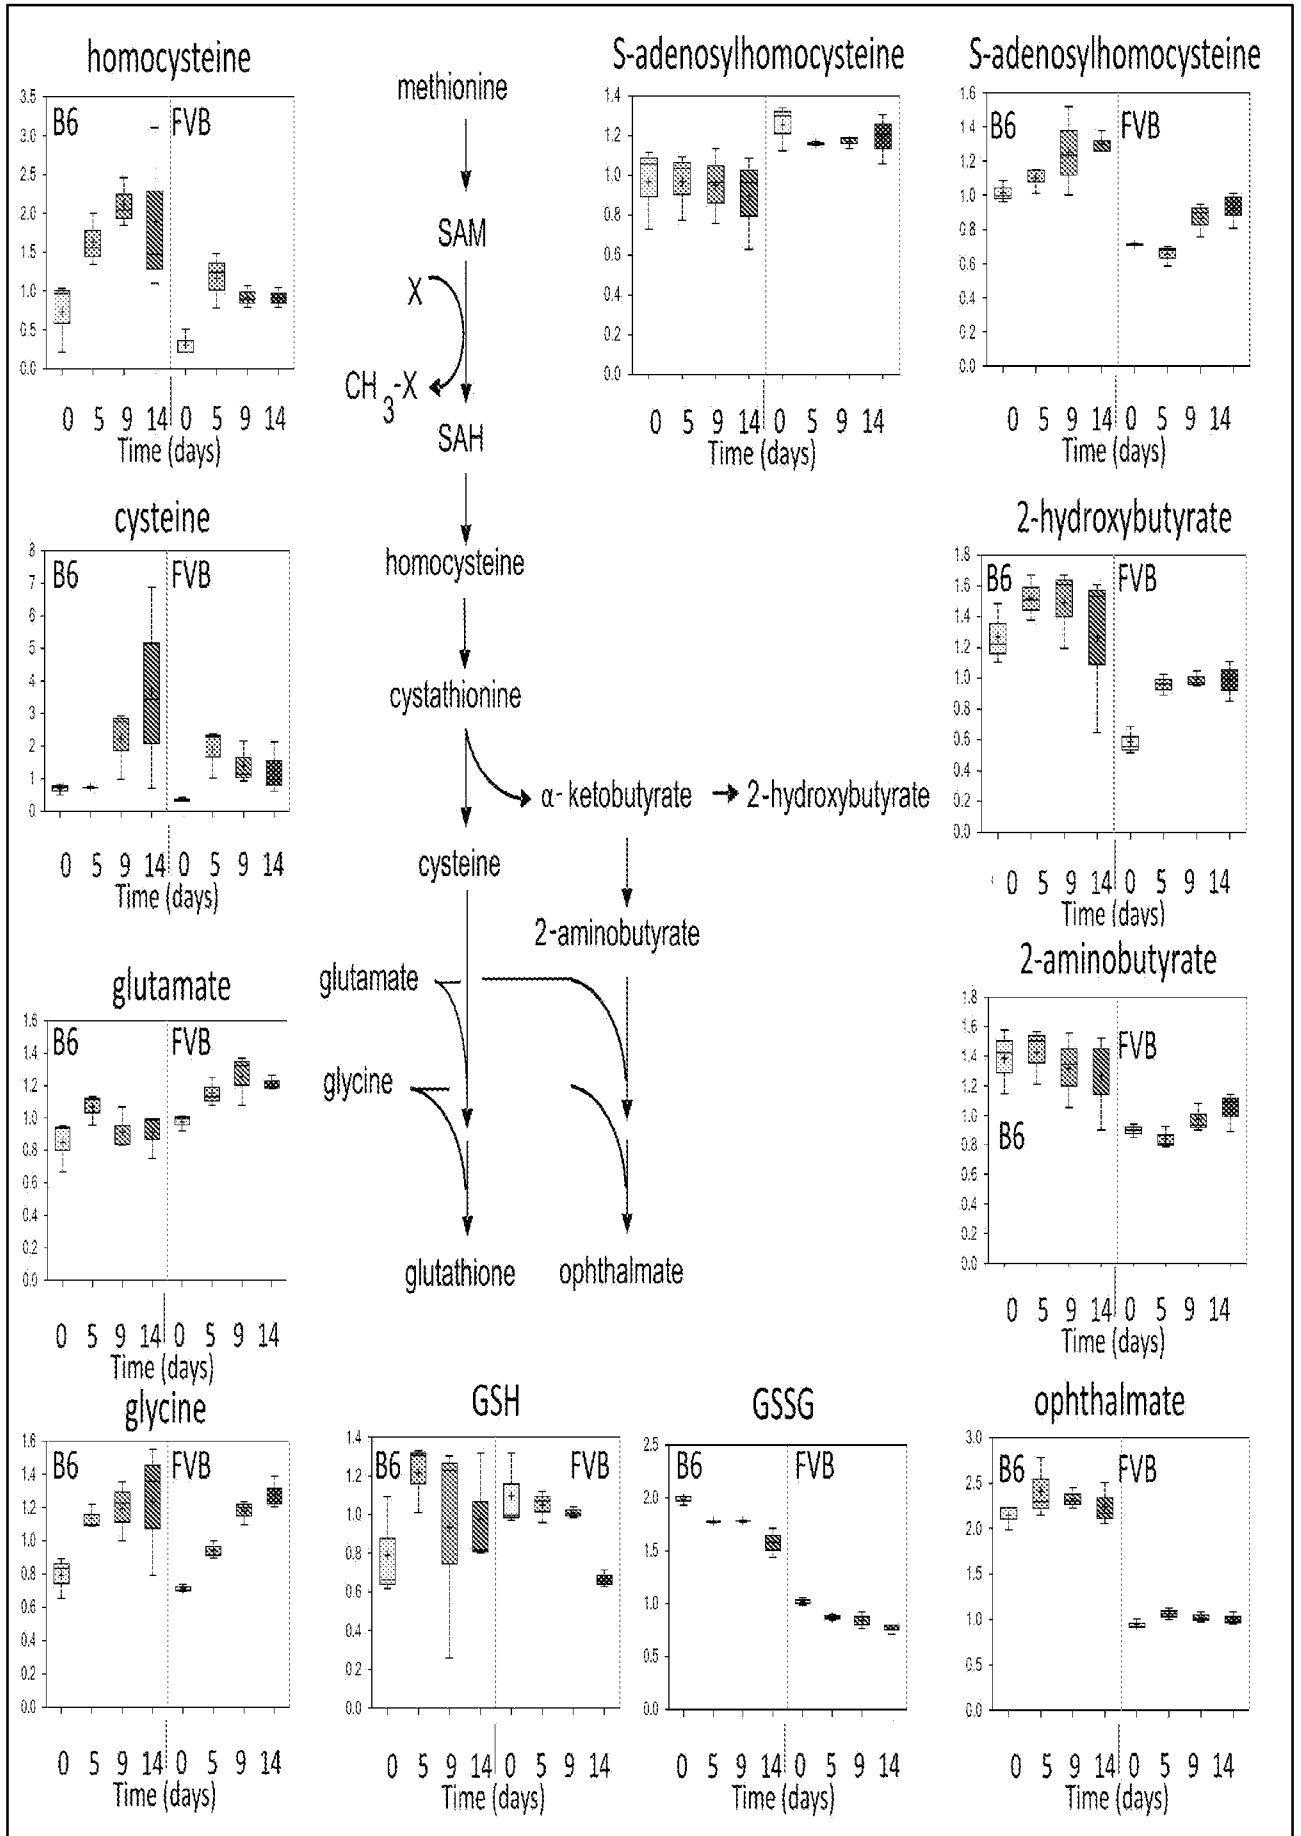 homocysteine
3.5
3.0
2.5
2.0
1.5
1.0
0.5
0.0
B6
FVB
0 5 9 14 0 5 9 14
Time (days)
methionine
SAM
X
CH3-X
SAH
homocysteine
cystathionine
α- ketobutyrate
2-hydroxybutyrate
cysteine
2-aminobutyrate
glutamate
glycine
glutathione
ophthalmate
S-adenosylhomocysteine
1.4
1.2
1.0
0.8
0.6
0.4
0.2
0.0
0 5 9 14 0 5 9 14
Time (days)
S-adenosylhomocysteine
1.6
1.4
1.2
1.0
0.8
0.6
0.4
0.2
0.0
B6
FVB
0 5 9 14 0 5 9 14
Time (days)
cysteine
8
7
6
5
4
3
2
1
0
B6
FVB
0 5 9 14 0 5 9 14
Time (days)
2-hydroxybutyrate
1.8
1.6
1.4
1.2
1.0
0.8
0.6
0.4
0.2
0.0
B6
FVB
0 5 9 14 0 5 9 14
Time (days)
glutamate
1.6
1.4
1.2
1.0
0.8
0.6
0.4
0.2
0.0
B6
FVB
0 5 9 14 0 5 9 14
Time (days)
2-aminobutyrate
1.8
1.6
1.4
1.2
1.0
0.8
0.6
0.4
0.2
0.0
FVB
B6
0 5 9 14 0 5 9 14
Time (days)
glycine
1.6
1.4
1.2
1.0
0.8
0.6
0.4
0.2
0.0
B6
FVB
0 5 9 14 0 5 9 14
Time (days)
GSH
1.4
1.2
1.0
0.8
0.6
0.4
0.2
0.0
B6
FVB
0 5 9 14 0 5 9 14
Time (days)
GSSG
2.5
2.0
1.5
1.0
0.5
0.0
B6
FVB
0 5 9 14 0 5 9 14
Time (days)
ophthalmate
3.0
2.5
2.0
1.5
1.0
0.5
0.0
B6
FVB
0 5 9 14 0 5 9 14
Time (days)